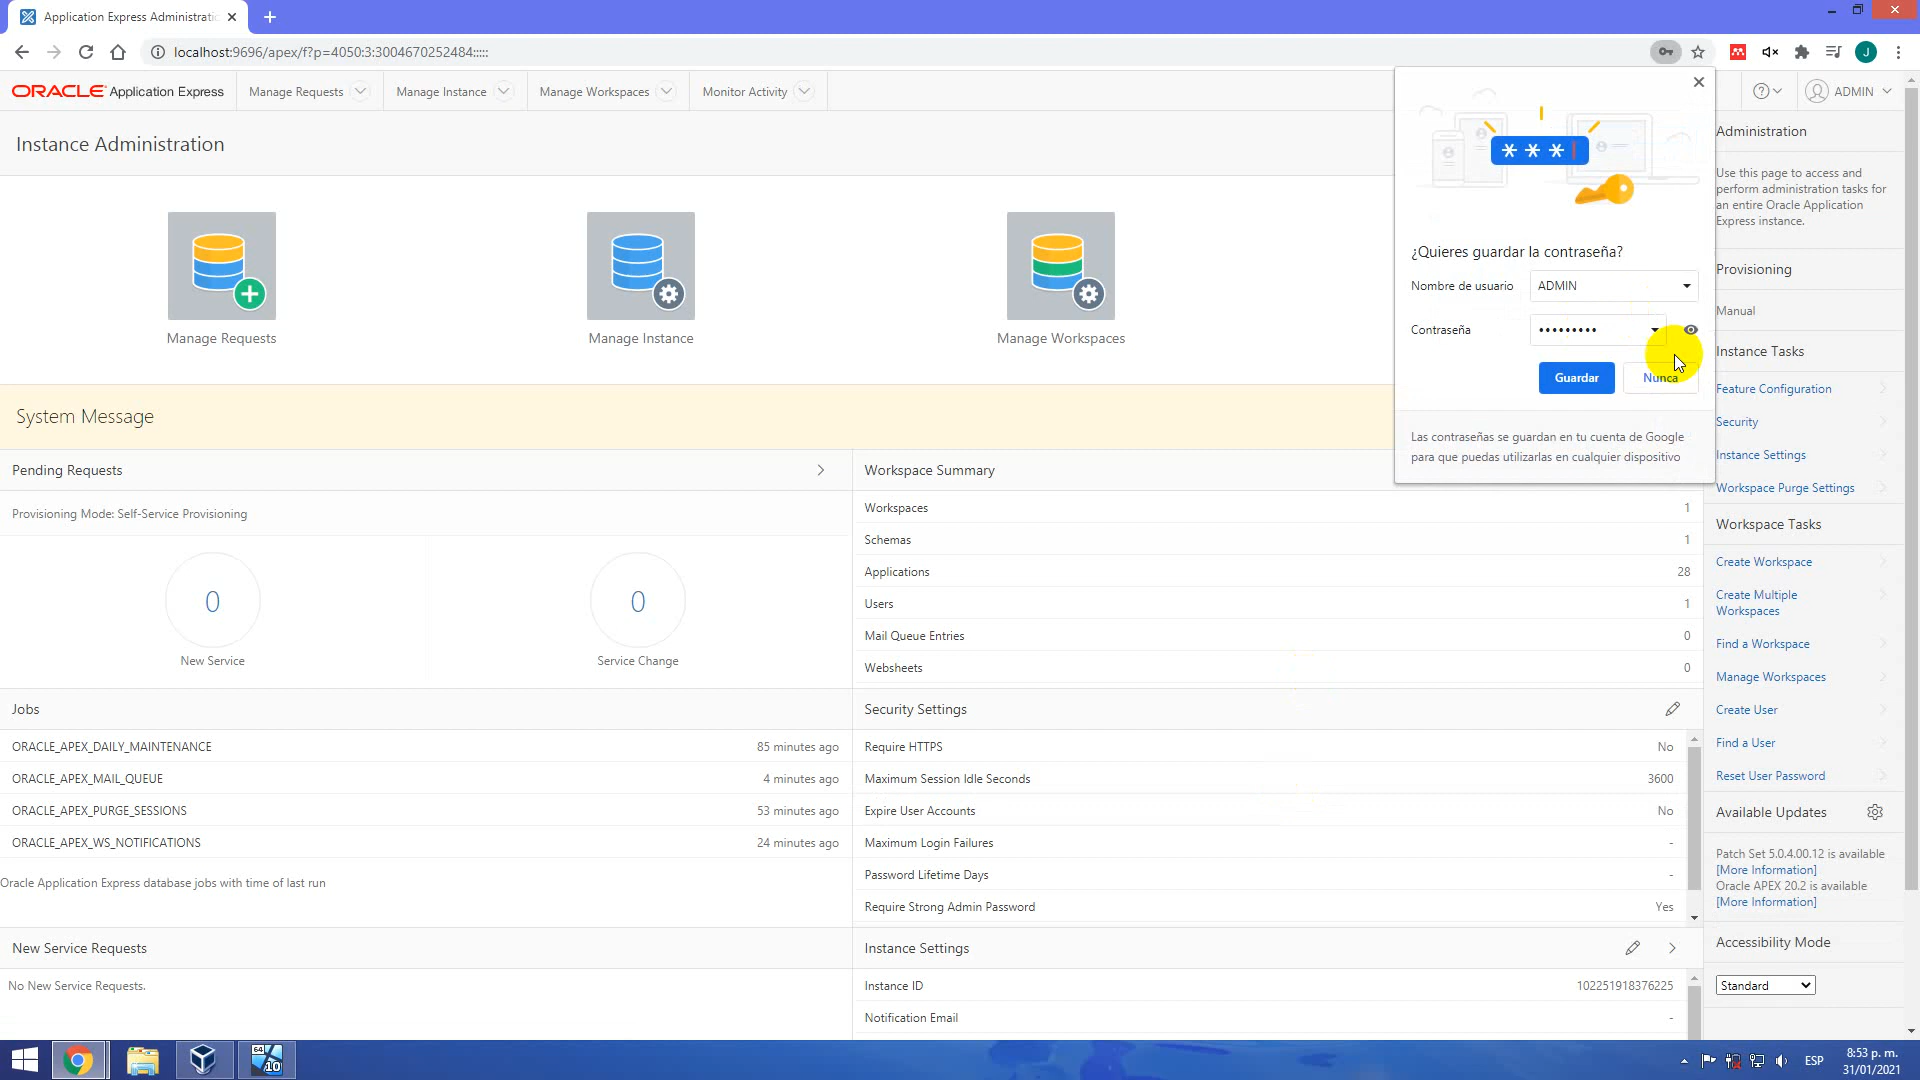 Application Express Administratio
localhost:9696/apex/f?p=4050:3:3004670252484:::::
J
ORACLE Application Express
Manage Requests
Manage Instance
Manage Workspaces
Monitor Activity
ADMIN
Instance Administration
Manage Requests
Manage Instance
Manage Workspaces
System Message
Pending Requests
Provisioning Mode: Self-Service Provisioning
0
New Service
0
Service Change
Jobs
ORACLE_APEX_DAILY_MAINTENANCE 85 minutes ago
ORACLE_APEX_MAIL_QUEUE 4 minutes ago
ORACLE_APEX_PURGE_SESSIONS 53 minutes ago
ORACLE_APEX_WS_NOTIFICATIONS 24 minutes ago
Oracle Application Express database jobs with time of last run
New Service Requests
No New Service Requests.
Workspace Summary
Workspaces 1
Schemas 1
Applications 28
Users 1
Mail Queue Entries 0
Websheets 0
Security Settings
Require HTTPS No
Maximum Session Idle Seconds 3600
Expire User Accounts No
Maximum Login Failures -
Password Lifetime Days -
Require Strong Admin Password Yes
Instance Settings
Instance ID 102251918376225
Notification Email -
* * *
¿Quieres guardar la contraseña?
Nombre de usuario ADMIN
Contraseña •••••••••
Guardar
Nunca
Las contraseñas se guardan en tu cuenta de Google
para que puedas utilizarlas en cualquier dispositivo
Administration
Use this page to access and
perform administration tasks for
an entire Oracle Application
Express instance.
Provisioning
Manual
Instance Tasks
Feature Configuration
Security
Instance Settings
Workspace Purge Settings
Workspace Tasks
Create Workspace
Create Multiple
Workspaces
Find a Workspace
Manage Workspaces
Create User
Find a User
Reset User Password
Available Updates
Patch Set 5.0.4.00.12 is available
[More Information]
Oracle APEX 20.2 is available
[More Information]
Accessibility Mode
Standard
64
10
ESP
8:53 p. m.
31/01/2021